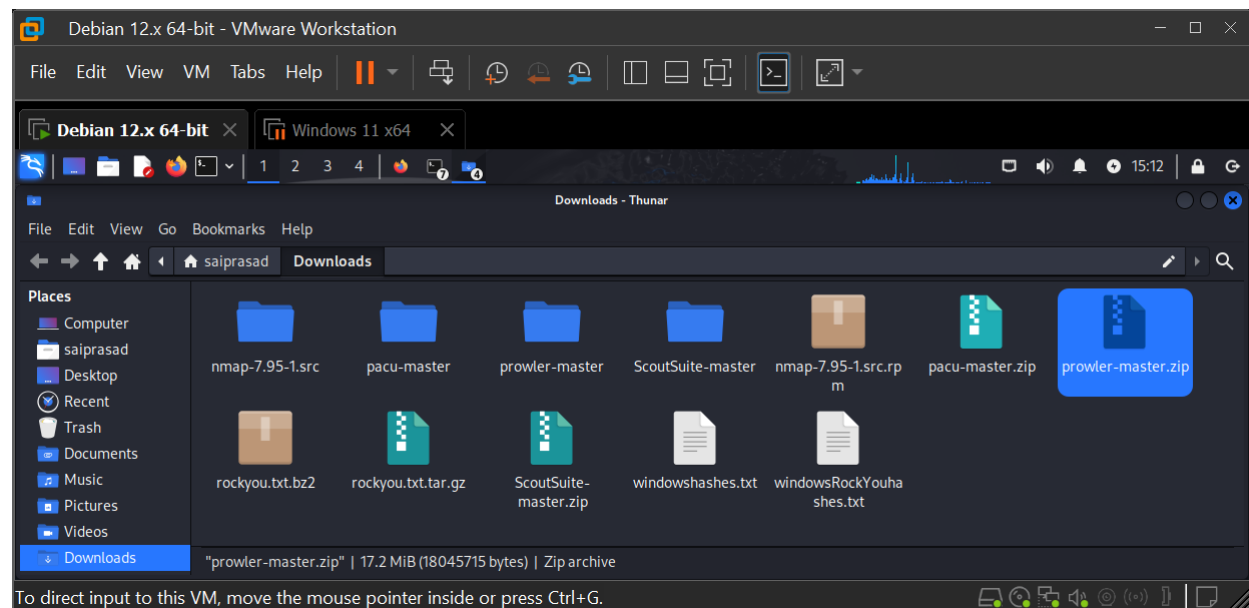 Debian 12.x 64-bit - VMware Workstation
File Edit View VM Tabs Help
Debian 12.x 64-bit Windows 11 x64
1 2 3 4 7 4 15:12
Downloads - Thunar
File Edit View Go Bookmarks Help
saiprasad Downloads
Places
Computer
saiprasad
Desktop
Recent
Trash
Documents
Music
Pictures
Videos
Downloads
nmap-7.95-1.src pacu-master prowler-master ScoutSuite-master nmap-7.95-1.src.rp pacu-master.zip prowler-master.zip
m
rockyou.txt.bz2 rockyou.txt.tar.gz ScoutSuite- windowshashes.txt windowsRockYouha
master.zip shes.txt
"prowler-master.zip" | 17.2 MiB (18045715 bytes) | Zip archive
To direct input to this VM, move the mouse pointer inside or press Ctrl+G.